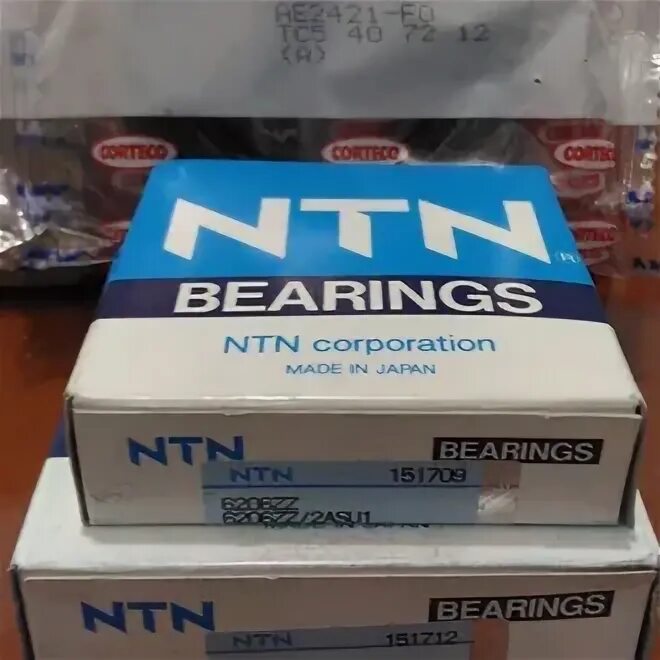 AE2421-E0
TC5 40 72 12
(A)
CORTECO CORTECO CORTECO
NTN
BEARINGS
NTN corporation
MADE IN JAPAN
NTN BEARINGS
NTN 151709
6206ZZ
6206ZZ/2ASU1
NTN BEARINGS
NTN 151712